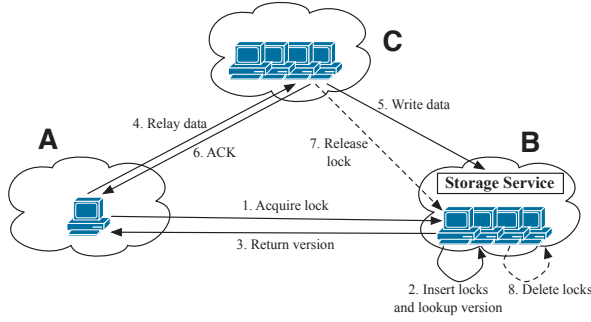 C
4. Relay data
5. Write data
6. ACK
7. Release
lock
A
B
Storage Service
1. Acquire lock
3. Return version
2. Insert locks
and lookup version
8. Delete locks